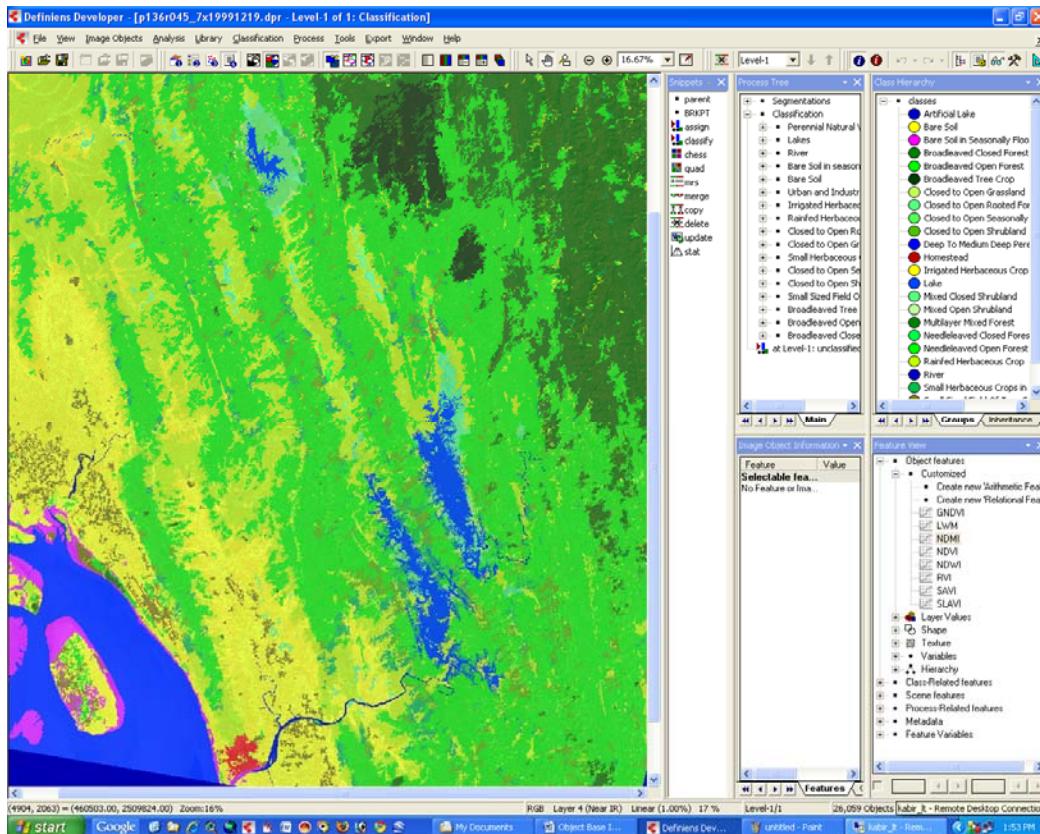 Definiens Developer - [p136r045_7x19991219.dpr - Level-1 of 1: Classification]
File View Image Objects Analysis Library Classification Process Tools Export Window Help
16.67% Level-1
Snippets
parent
BRKPT
assign
classify
chess
quad
mrs
merge
copy
delete
update
stat
Process Tree
Segmentations
Classification
Perennial Natural
Lakes
River
Bare Soil in season
Bare Soil
Urban and Industr
Irrigated Herbaced
Rainfed Herbaceou
Closed to Open Ro
Closed to Open Gr
Small Herbaceous
Closed to Open Se
Closed to Open Sh
Small Sized Field O
Broadleaved Tree
Broadleaved Open
Broadleaved Close
at Level-1: unclassified
Main
Class Hierarchy
classes
Artificial Lake
Bare Soil
Bare Soil in Seasonally Floo
Broadleaved Closed Forest
Broadleaved Open Forest
Broadleaved Tree Crop
Closed to Open Grassland
Closed to Open Rooted For
Closed to Open Seasonally
Closed to Open Shrubland
Deep To Medium Deep Pere
Homestead
Irrigated Herbaceous Crop
Lake
Mixed Closed Shrubland
Mixed Open Shrubland
Multilayer Mixed Forest
Needleleaved Closed Fores
Needleleaved Open Forest
Rainfed Herbaceous Crop
River
Small Herbaceous Crops in
Groups Inheritance
Image Object Information
Feature Value
Selectable fea...
No Feature or Ima...
Features
Feature View
Object features
Customized
Create new 'Arithmetic Fea
Create new 'Relational Fea
GNDVI
LWM
NDMI
NDVI
NDWI
RVI
SAVI
SLAVI
Layer Values
Shape
Texture
Variables
Hierarchy
Class-Related features
Scene features
Process-Related features
Metadata
Feature Variables
(4904, 2063) = (460503.00, 2509824.00) Zoom:16% RGB Layer 4 (Near IR) Linear (1.00%) 17 % Level-1/1 26,059 Objects kabir_lt - Remote Desktop Connectio
start Google My Documents Object Base I... Definiens Dev... untitled - Paint kabir_lt - Rem... 1:53 PM